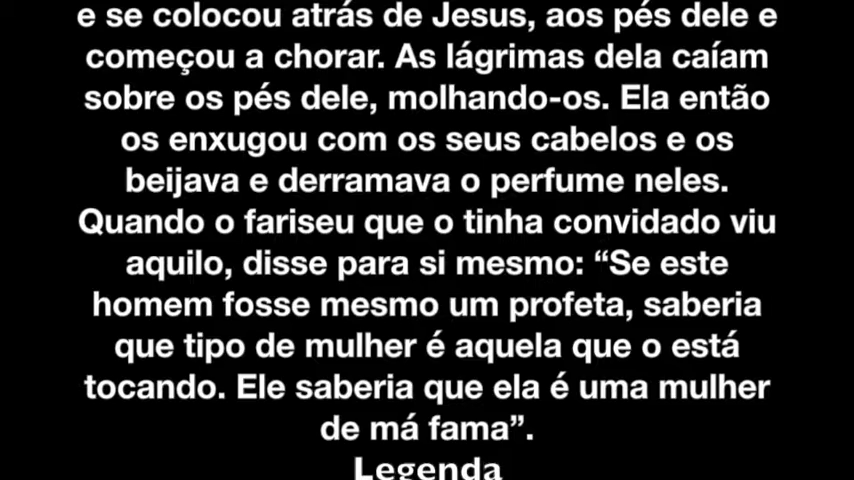 e se colocou atrás de Jesus, aos pés dele e
começou a chorar. As lágrimas dela caíam
sobre os pés dele, molhando-os. Ela então
os enxugou com os seus cabelos e os
beijava e derramava o perfume neles.
Quando o fariseu que o tinha convidado viu
aquilo, disse para si mesmo: “Se este
homem fosse mesmo um profeta, saberia
que tipo de mulher é aquela que o está
tocando. Ele saberia que ela é uma mulher
de má fama”.
Legenda